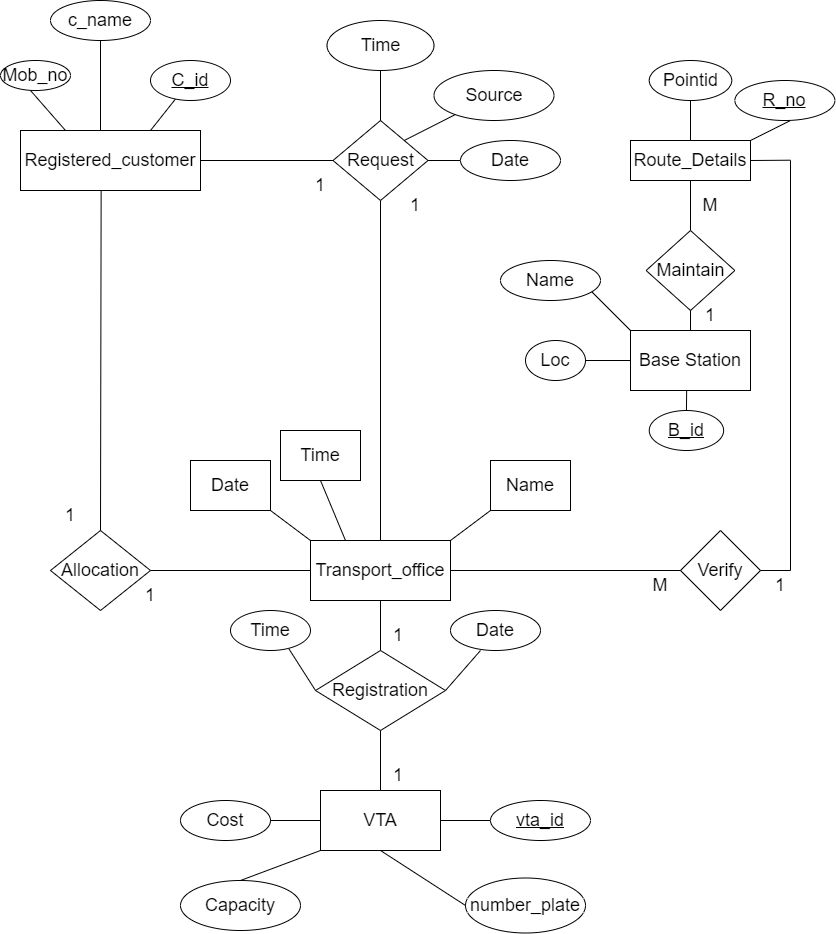 c_name
Time
Mob_no
C_id
Source
Pointid
R_no
Registered_customer
Request
Date
Route_Details
1
1
M
Maintain
Name
1
Loc
Base Station
B_id
Time
Date
Name
1
Allocation
Transport_office
Verify
1
M
1
Time
1
Date
Registration
1
Cost
VTA
vta_id
Capacity
number_plate